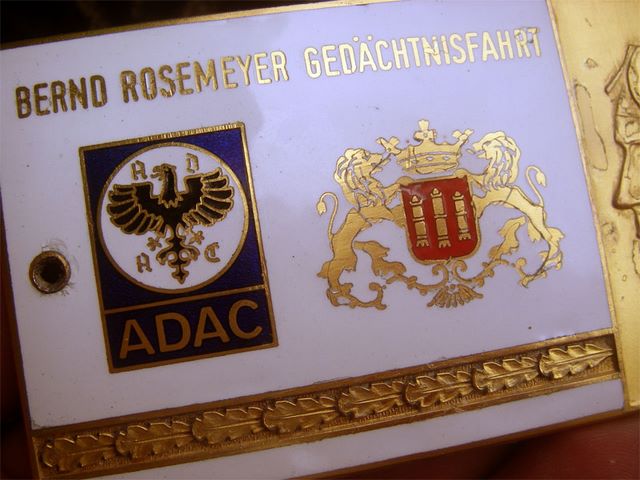 BERND ROSEMEYER GEDÄCHTNISFAHRT
A D
A C
ADAC